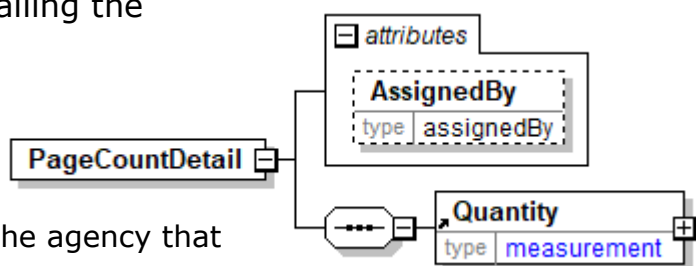 ailing the
attributes
AssignedBy
type assignedBy
PageCountDetail
he agency that
Quantity
type measurement